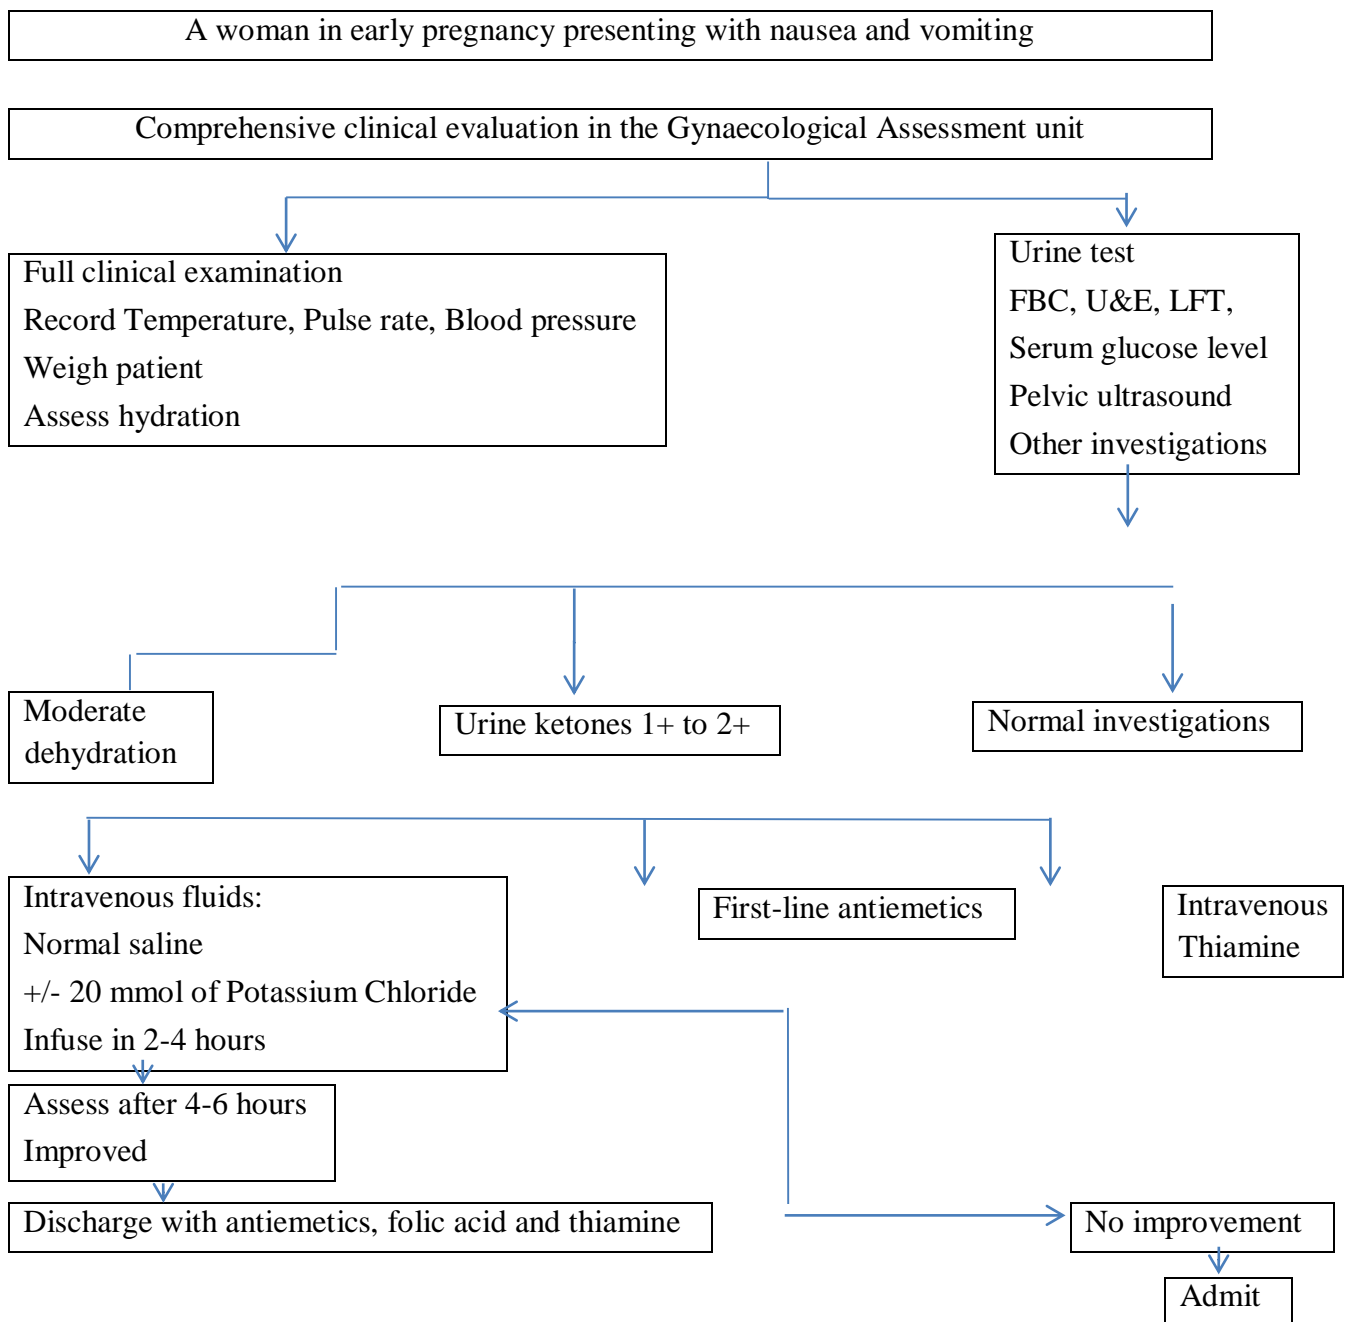 A woman in early pregnancy presenting with nausea and vomiting
Comprehensive clinical evaluation in the Gynaecological Assessment unit
Full clinical examination
Record Temperature, Pulse rate, Blood pressure
Weigh patient
Assess hydration
Urine test
FBC, U&E, LFT,
Serum glucose level
Pelvic ultrasound
Other investigations
Moderate
dehydration
Urine ketones 1+ to 2+
Normal investigations
Intravenous fluids:
Normal saline
+/- 20 mmol of Potassium Chloride
Infuse in 2-4 hours
First-line antiemetics
Intravenous
Thiamine
Assess after 4-6 hours
Improved
Discharge with antiemetics, folic acid and thiamine
No improvement
Admit